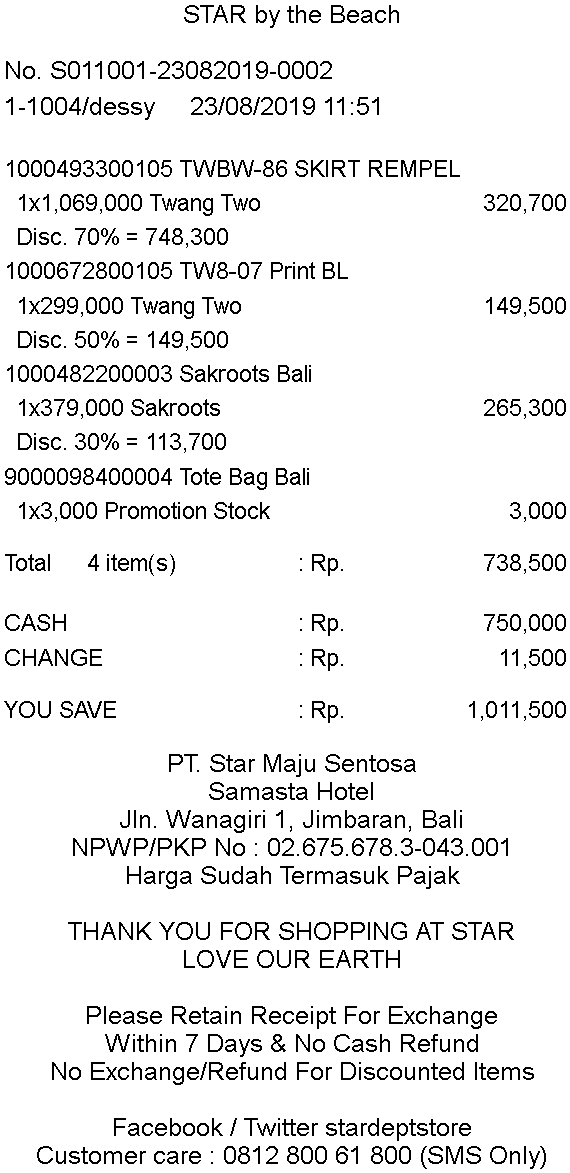 STAR by the Beach
No. S011001-23082019-0002
1-1004/dessy 23/08/2019 11:51
1000493300105 TWBW-86 SKIRT REMPEL
1x1,069,000 Twang Two 320,700
Disc. 70% = 748,300
1000672800105 TW8-07 Print BL
1x299,000 Twang Two 149,500
Disc. 50% = 149,500
1000482200003 Sakroots Bali
1x379,000 Sakroots 265,300
Disc. 30% = 113,700
9000098400004 Tote Bag Bali
1x3,000 Promotion Stock 3,000
Total 4 item(s) : Rp. 738,500
CASH : Rp. 750,000
CHANGE : Rp. 11,500
YOU SAVE : Rp. 1,011,500
PT. Star Maju Sentosa
Samasta Hotel
Jln. Wanagiri 1, Jimbaran, Bali
NPWP/PKP No : 02.675.678.3-043.001
Harga Sudah Termasuk Pajak
THANK YOU FOR SHOPPING AT STAR
LOVE OUR EARTH
Please Retain Receipt For Exchange
Within 7 Days & No Cash Refund
No Exchange/Refund For Discounted Items
Facebook / Twitter stardeptstore
Customer care : 0812 800 61 800 (SMS Only)